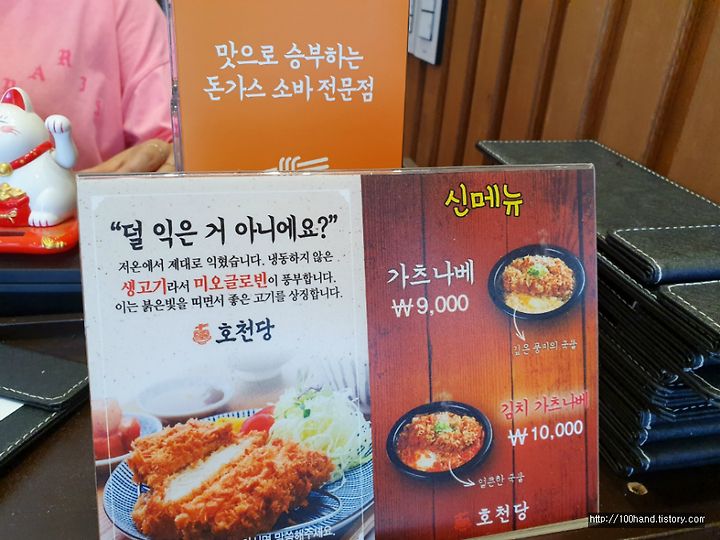 맛으로 승부하는
돈가스 소바 전문점
“덜 익은 거 아니에요?”
저온에서 제대로 익혔습니다. 냉동하지 않은
생고기라서 미오글로빈이 풍부합니다.
이는 붉은빛을 띠면서 좋은 고기를 상징합니다.
호천당
말씀해주세요.
신메뉴
가츠나베
₩9,000
깊은 풍미의 국물
김치 가츠나베
₩10,000
얼큰한 국물
호천당
http://100hand.tistory.com